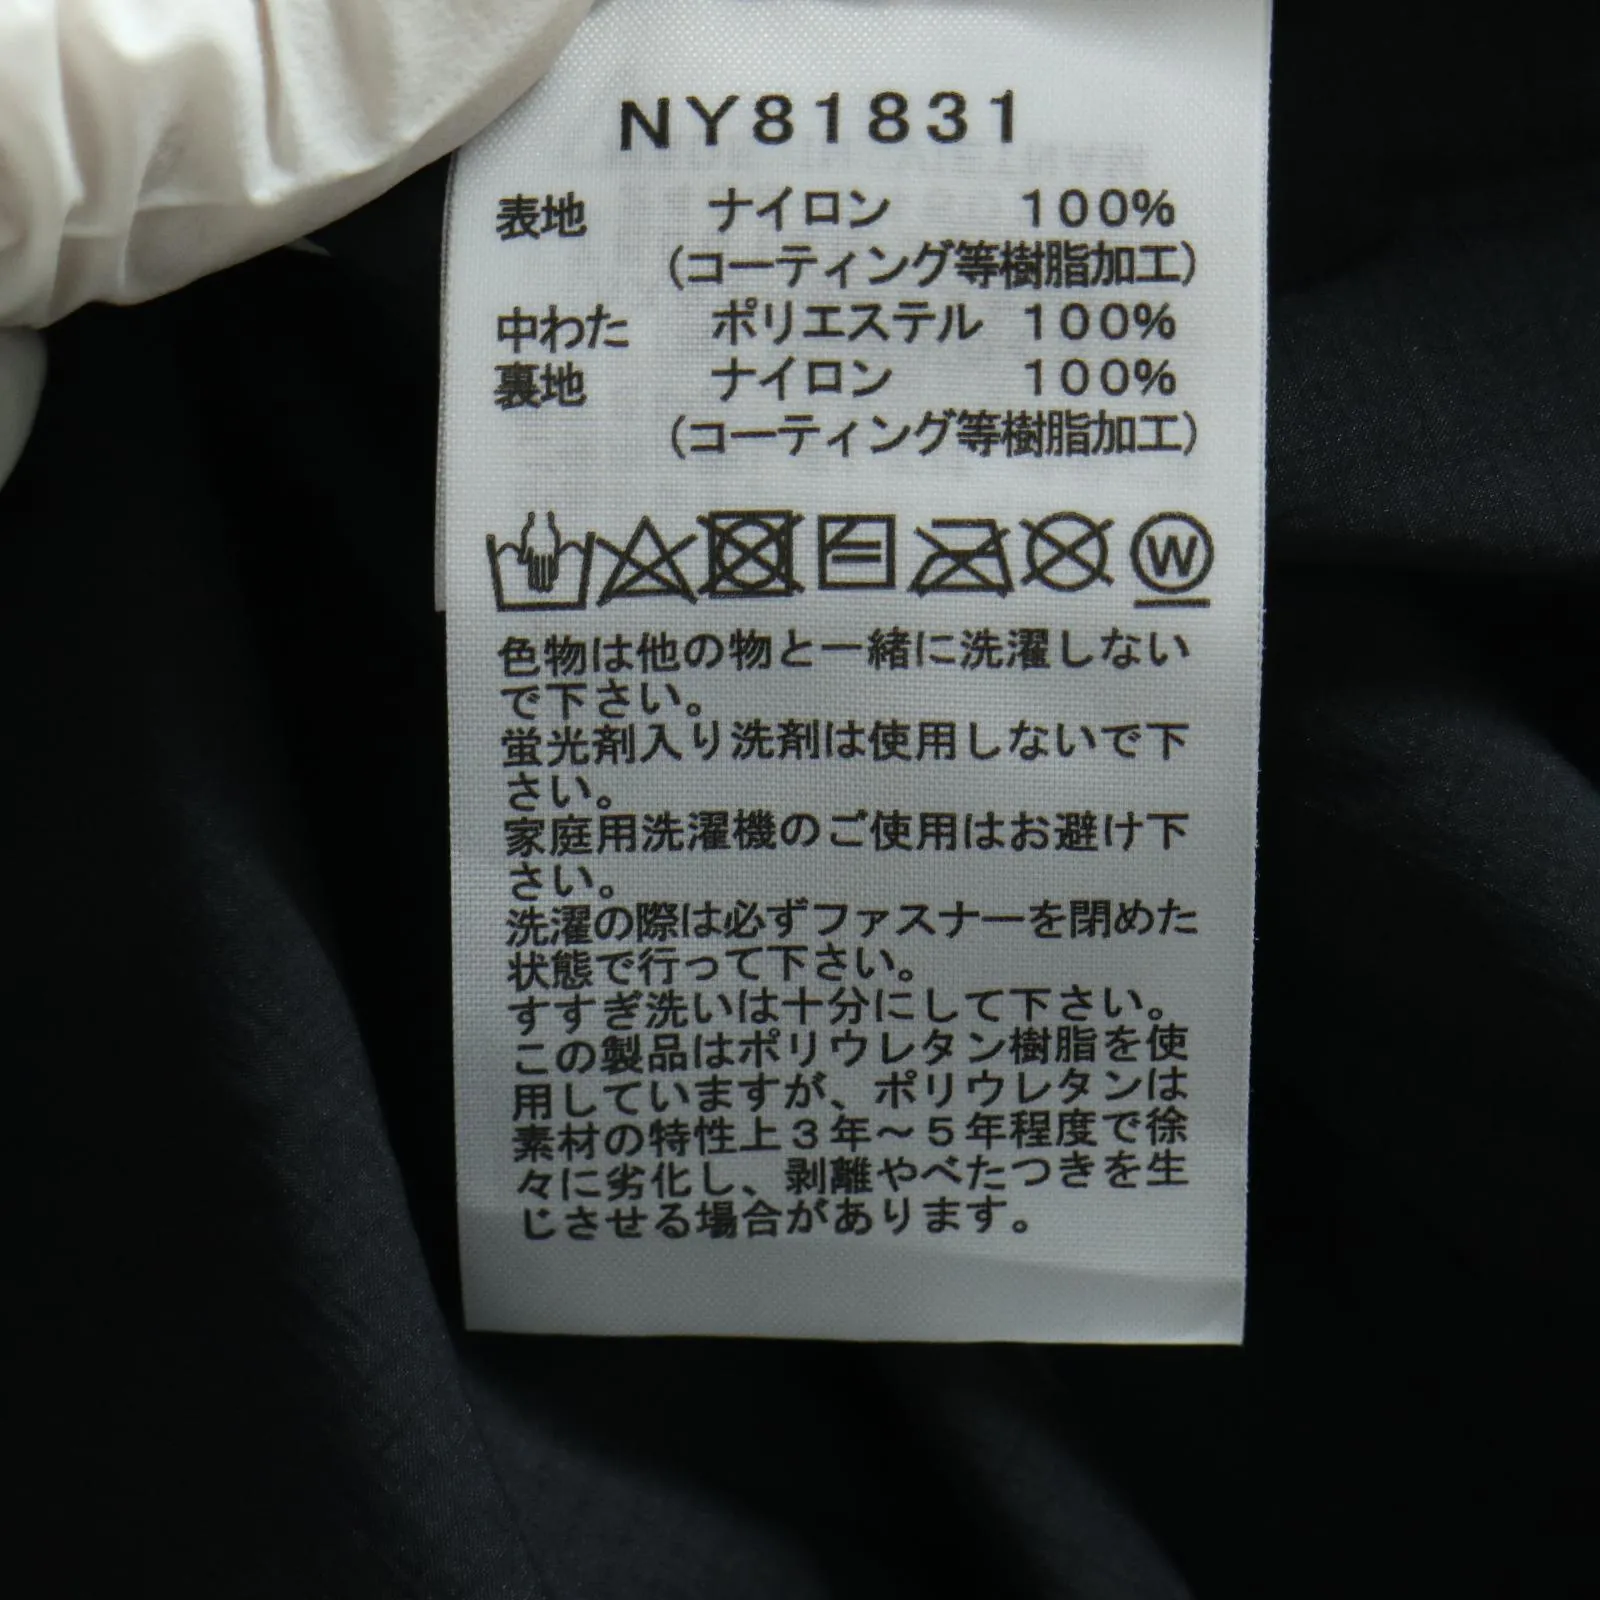 NY81831
表地 ナイロン 100%
(コーティング等樹脂加工)
中わた ポリエステル 100%
裏地 ナイロン 100%
(コーティング等樹脂加工)
W
色物は他の物と一緒に洗濯しない
で下さい。
蛍光剤入り洗剤は使用しないで下
さい。
家庭用洗濯機のご使用はお避け下
さい。
洗濯の際は必ずファスナーを閉めた
状態で行って下さい。
すすぎ洗いは十分にして下さい。
この製品はポリウレタン樹脂を使
用していますが、ポリウレタンは
素材の特性上3年~5年程度で徐
々に劣化し、剥離やべたつきを生
じさせる場合があります。